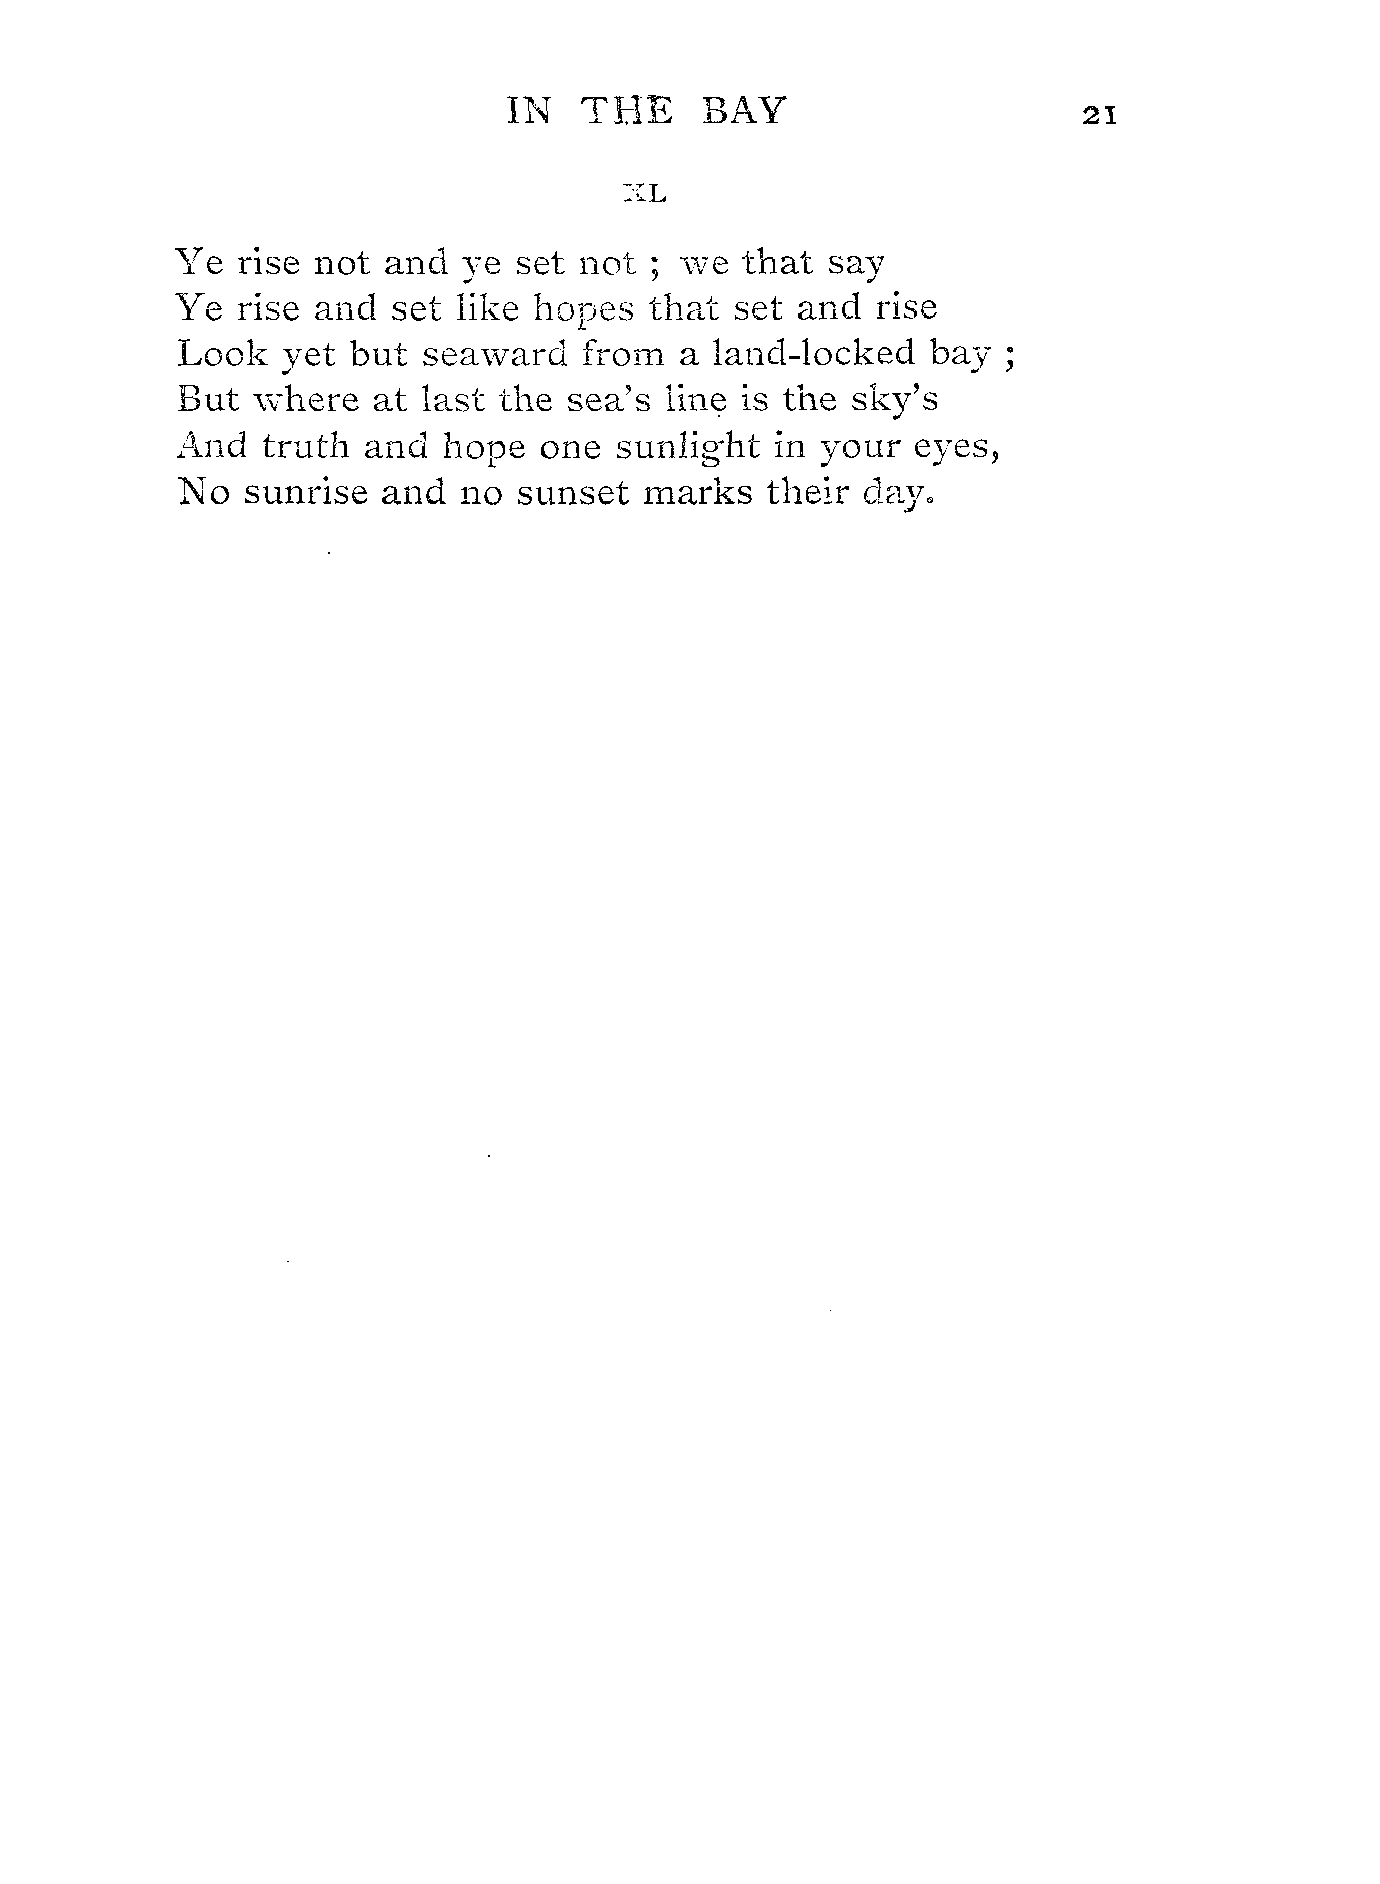 IN THE BAY 21
XL
Ye rise not and ye set not ; we that say
Ye rise and set like hopes that set and rise
Look yet but seaward from a land-locked bay ;
But where at last the sea's line is the sky's
And truth and hope one sunlight in your eyes,
No sunrise and no sunset marks their day.